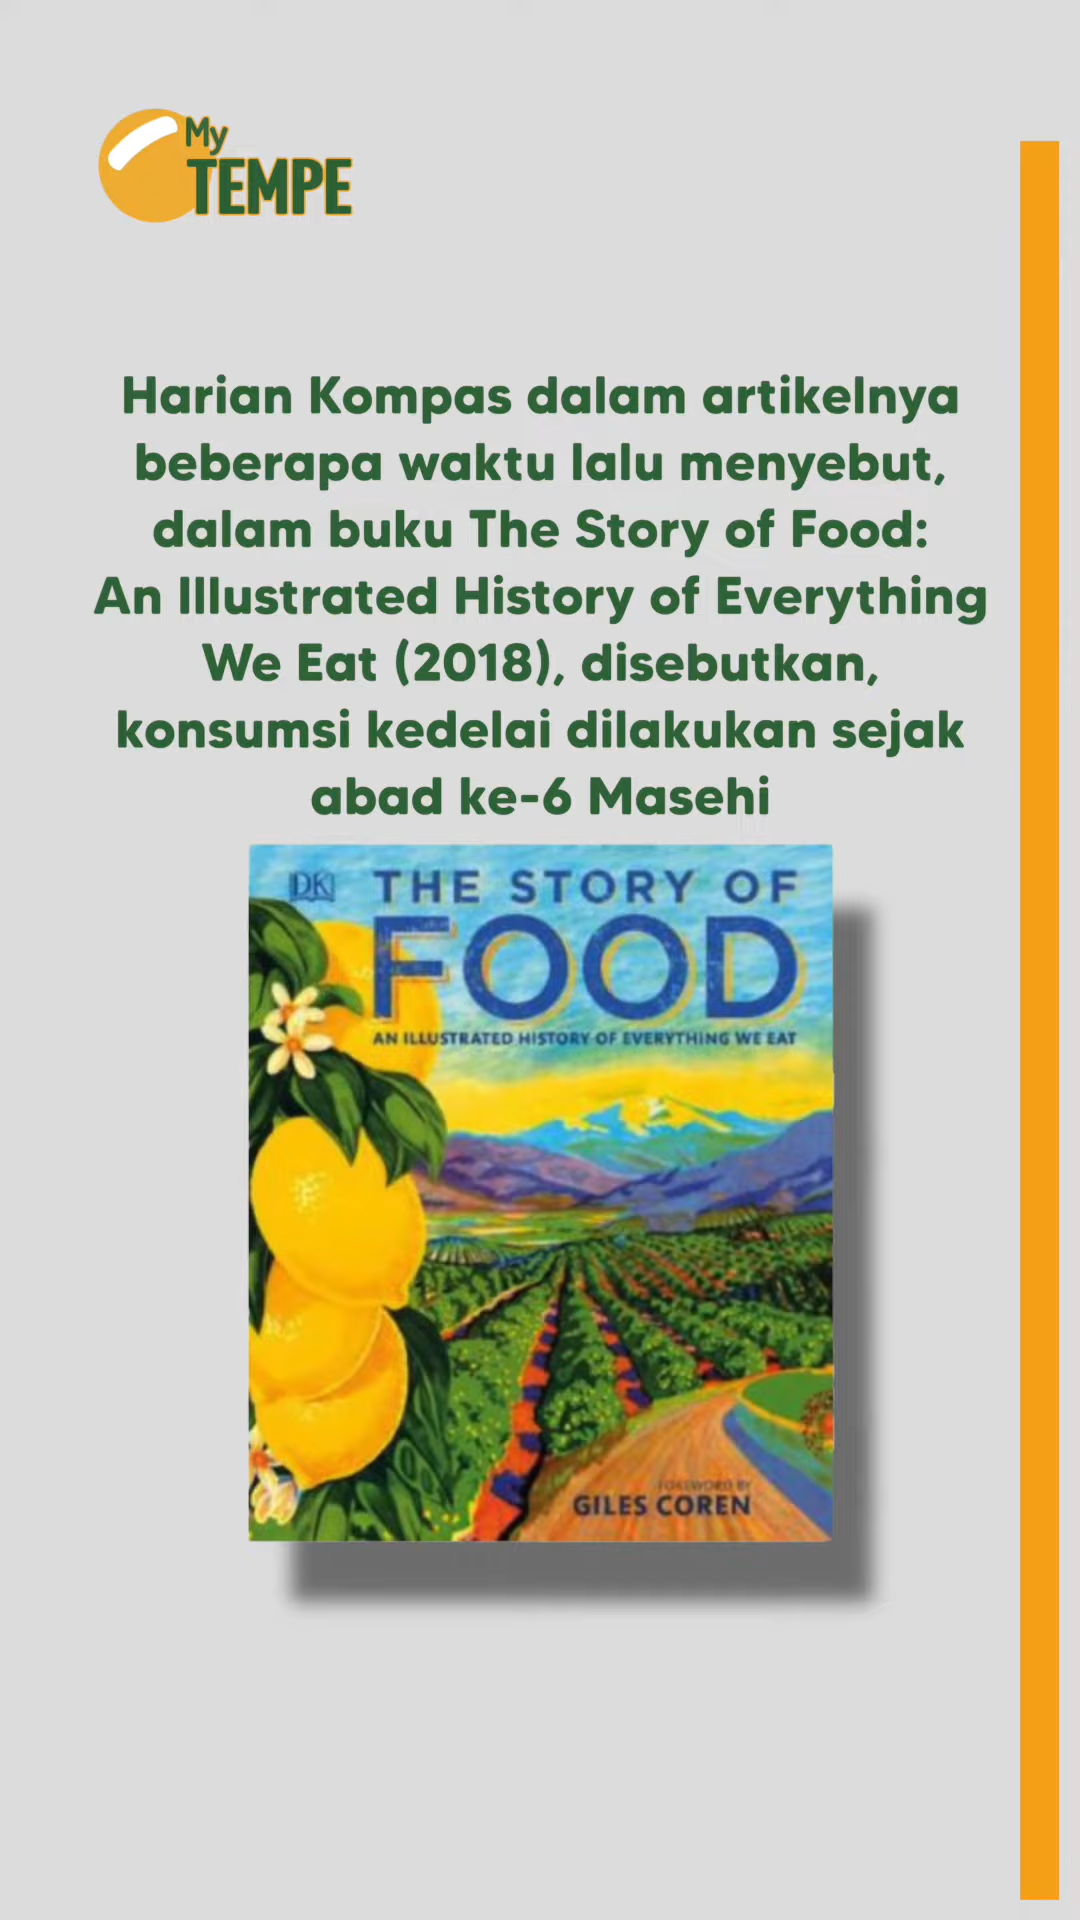 My
TEMPE
Harian Kompas dalam artikelnya
beberapa waktu lalu menyebut,
dalam buku The Story of Food:
An Illustrated History of Everything
We Eat (2018), disebutkan,
konsumsi kedelai dilakukan sejak
abad ke-6 Masehi
DK
THE STORY OF
FOOD
AN ILLUSTRATED HISTORY OF EVERYTHING WE EAT
FOREWORD BY
GILES COREN